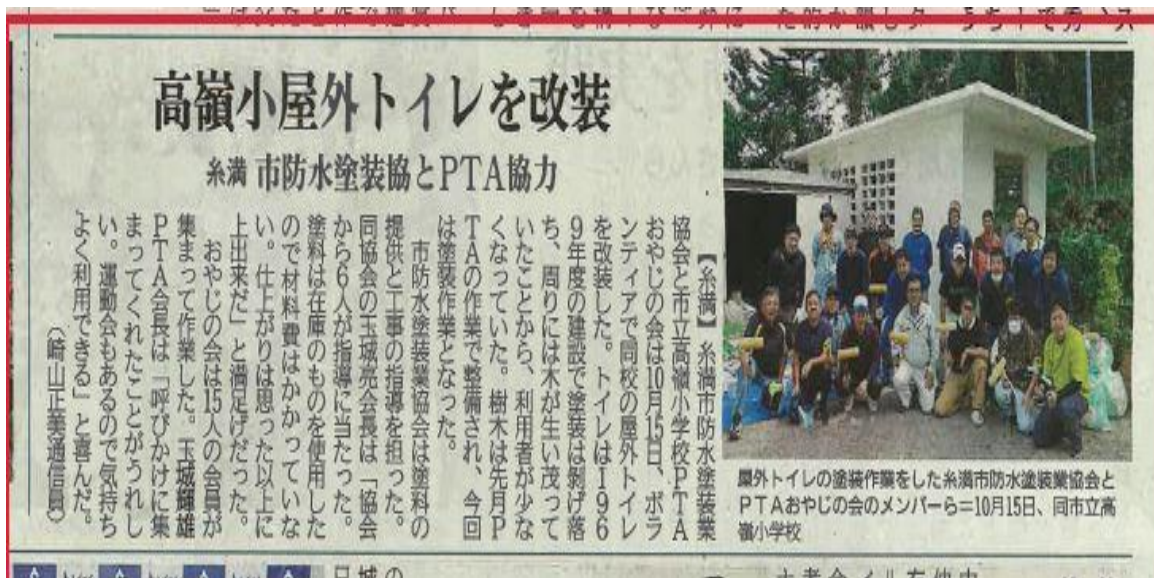 高嶺小屋外トイレを改装
糸満 市防水塗装協とPTA協力
【糸満】糸満市防水塗装業
協会と市立高嶺小学校PTA
おやじの会は10月15日、ボラ
ンティアで同校の屋外トイレ
を改装した。トイレは196
9年度の建設で塗装は剝げ落
ち、周りには木が生い茂って
いたことから、利用者が少な
くなっていた。樹木は先月P
TAの作業で整備され、今回
は塗装作業となった。
市防水塗装業協会は塗料の
提供と工事の指導を担った。
同協会の玉城亮会長は「協会
から6人が指導に当たった。
塗料は在庫のものを使用した
ので材料費はかかっていな
い。仕上がりは思った以上に
上出来だ」と満足げだった。
おやじの会は15人の会員が
集まって作業した。玉城輝雄
PTA会長は「呼びかけに集
まってくれたことがうれし
い。運動会もあるので気持ち
よく利用できる」と喜んだ。
(崎山正美通信員)
屋外トイレの塗装作業をした糸満市防水塗装業協会と
PTAおやじの会のメンバーら=10月15日、同市立高
嶺小学校